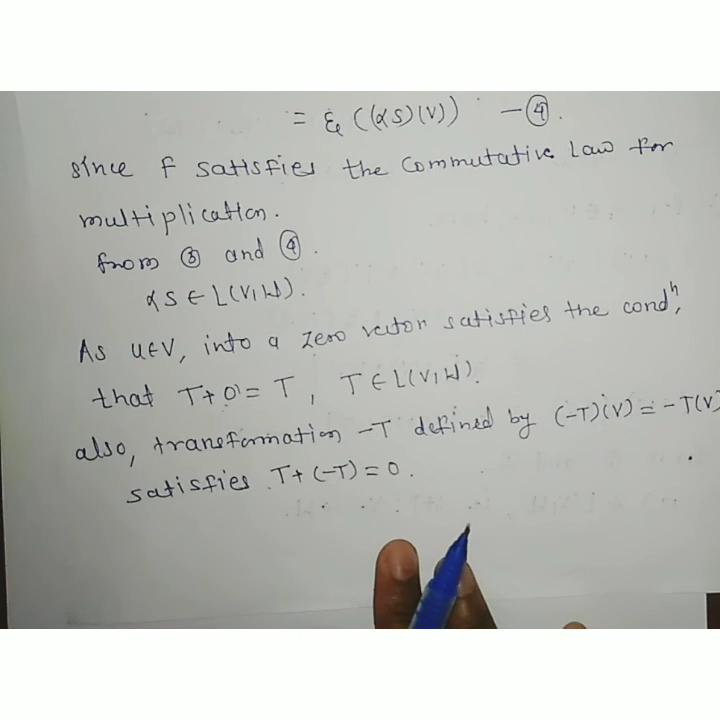 = ξ ((αS)(V)) — ④.
since F satisfies the commutative Law for
multiplication.
from ③ and ④.
αS ∈ L(V,W).
As u∈V, into a zero vector satisfies the condⁿ,
that T+0 = T, T∈L(V,W).
also, transformation -T defined by (-T)(V) = -T(V)
satisfies T+(-T)=0.